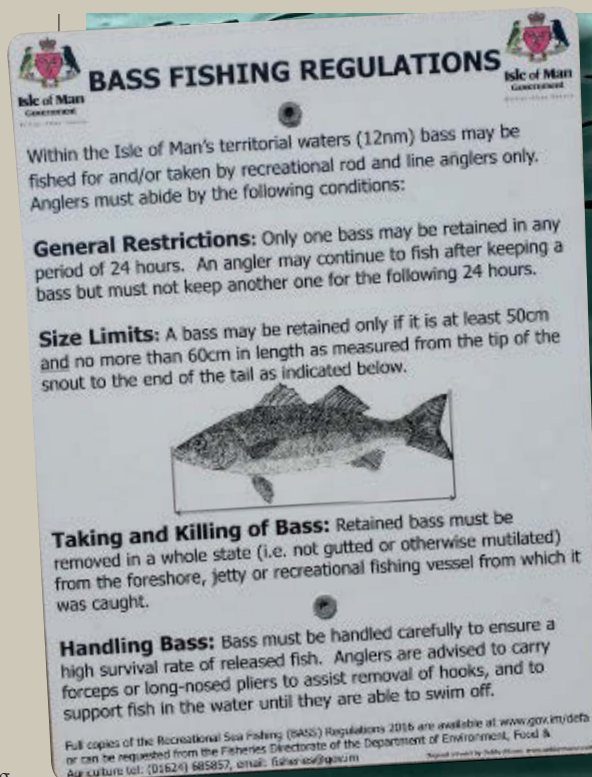 Isle of Man
Government
BASS FISHING REGULATIONS
Isle of Man
Government
Within the Isle of Man's territorial waters (12nm) bass may be
fished for and/or taken by recreational rod and line anglers only.
Anglers must abide by the following conditions:
General Restrictions: Only one bass may be retained in any
period of 24 hours. An angler may continue to fish after keeping a
bass but must not keep another one for the following 24 hours.
Size Limits: A bass may be retained only if it is at least 50cm
and no more than 60cm in length as measured from the tip of the
snout to the end of the tail as indicated below.
Taking and Killing of Bass: Retained bass must be
removed in a whole state (i.e. not gutted or otherwise mutilated)
from the foreshore, jetty or recreational fishing vessel from which it
was caught.
Handling Bass: Bass must be handled carefully to ensure a
high survival rate of released fish. Anglers are advised to carry
forceps or long-nosed pliers to assist removal of hooks, and to
support fish in the water until they are able to swim off.
Full copies of the Recreational Sea Fishing (BASS) Regulations 2016 are available at www.gov.im/defa
or can be requested from the Fisheries Directorate of the Department of Environment, Food &
Agriculture tel: (01624) 685857, email: fisheries@gov.im
g